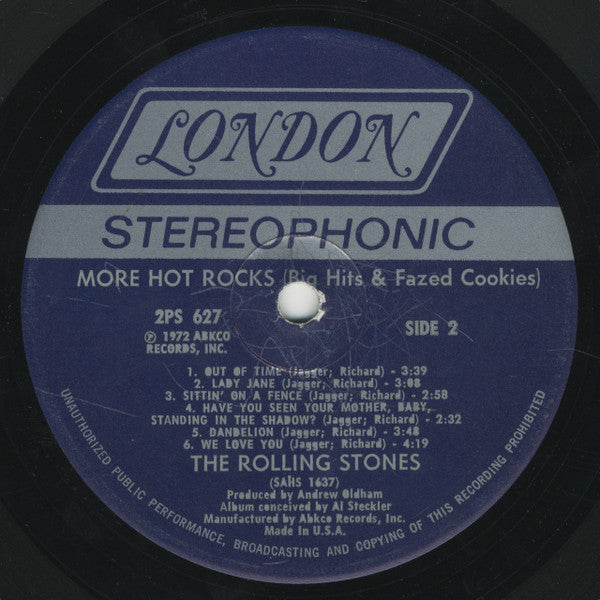 LONDON
STEREOPHONIC
MORE HOT ROCKS (Big Hits & Fazed Cookies)
2PS 627
℗ 1972 ABKCO
RECORDS, INC.
SIDE 2
1. OUT OF TIME (Jagger; Richard) - 3:39
2. LADY JANE (Jagger; Richard) - 3:08
3. SITTIN' ON A FENCE (Jagger; Richard) - 2:58
4. HAVE YOU SEEN YOUR MOTHER, BABY,
STANDING IN THE SHADOW? (Jagger; Richard) - 2:32
5. DANDELION (Jagger; Richard) - 3:48
6. WE LOVE YOU (Jagger; Richard) - 4:19
THE ROLLING STONES
(SAHS 1637)
Produced by Andrew Oldham
Album conceived by Al Steckler
Manufactured by Abkco Records, Inc.
Made in U.S.A.
UNAUTHORIZED PUBLIC PERFORMANCE, BROADCASTING AND COPYING OF THIS RECORDING PROHIBITED